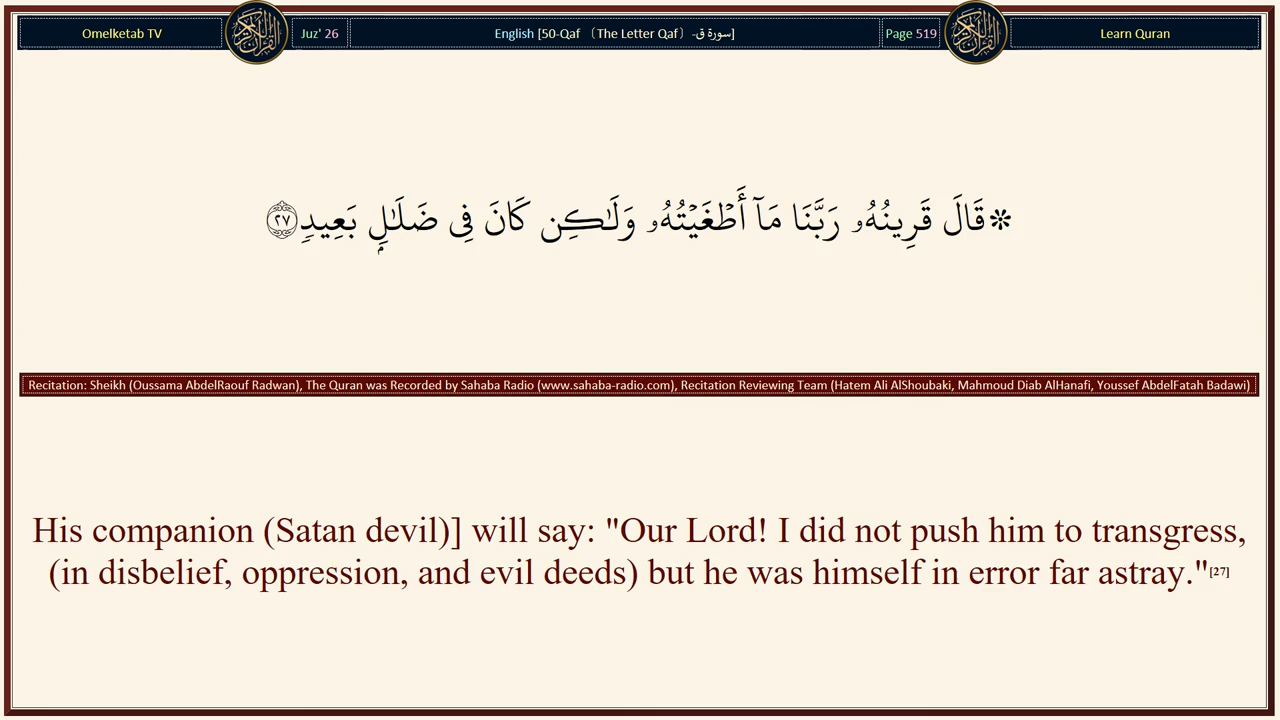 Omelketab TV
Juz' 26
English [50-Qaf （The Letter Qaf） -سورة ق]
Page 519
Learn Quran
۞قَالَ قَرِينُهُۥ رَبَّنَا مَآ أَطۡغَيۡتُهُۥ وَلَٰكِن كَانَ فِي ضَلَٰلِۭ بَعِيدٖ ٢٧
Recitation: Sheikh (Oussama AbdelRaouf Radwan), The Quran was Recorded by Sahaba Radio (www.sahaba-radio.com), Recitation Reviewing Team (Hatem Ali AlShoubaki, Mahmoud Diab AlHanafi, Youssef AbdelFatah Badawi)
His companion (Satan devil)] will say: "Our Lord! I did not push him to transgress,
(in disbelief, oppression, and evil deeds) but he was himself in error far astray."[27]